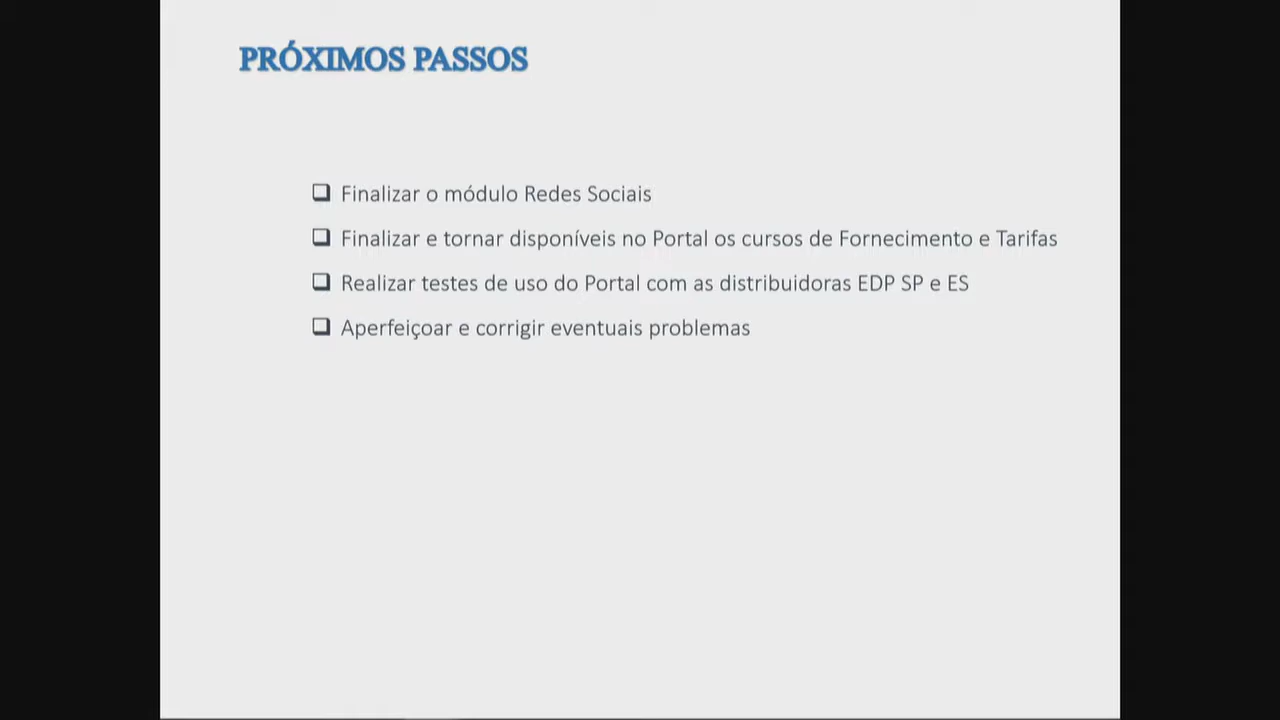 PRÓXIMOS PASSOS
Finalizar o módulo Redes Sociais
Finalizar e tornar disponíveis no Portal os cursos de Fornecimento e Tarifas
Realizar testes de uso do Portal com as distribuidoras EDP SP e ES
Aperfeiçoar e corrigir eventuais problemas